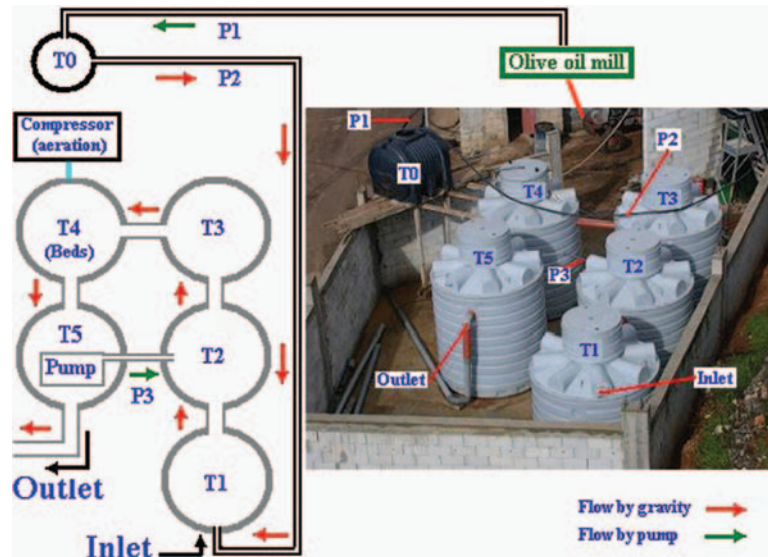 P1
T0
P2
Olive oil mill
Compressor
(aeration)
T4
(Beds)
T3
T5
Pump
T2
P3
Outlet
T1
Inlet
P1
T0
T4
P2
T3
T5
P3
T2
T1
Outlet
Inlet
Flow by gravity
Flow by pump